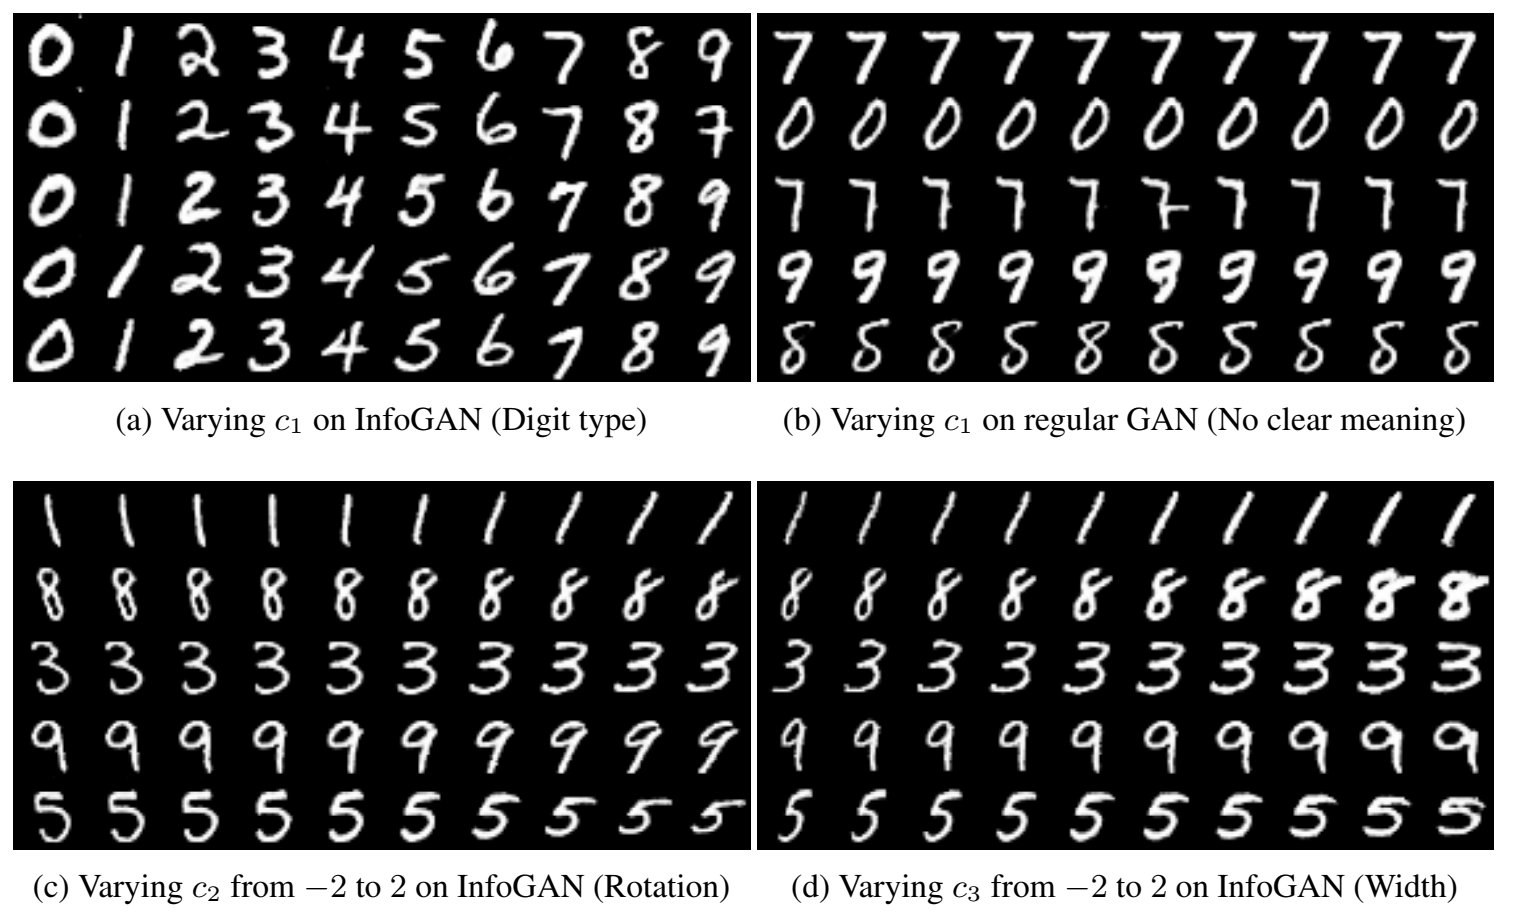 0 1 2 3 4 5 6 7 8 9
0 1 2 3 4 5 6 7 8 7
0 1 2 3 4 5 6 7 8 9
0 1 2 3 4 5 6 7 8 9
0 1 2 3 4 5 6 7 8 9
(a) Varying c₁ on InfoGAN (Digit type)
7 7 7 7 7 7 7 7 7 7
0 0 0 0 0 0 0 0 0 0
7 7 7 7 7 7 7 7 7 7
9 9 9 9 9 9 9 9 9 9
(b) Varying c₁ on regular GAN (No clear meaning)
1 1 1 1 1 1 1 1 1 1
8 8 8 8 8 8 8 8 8 8
3 3 3 3 3 3 3 3 3 3
9 9 9 9 9 9 9 9 9 9
5 5 5 5 5 5 5 5 5 5
(c) Varying c₂ from −2 to 2 on InfoGAN (Rotation)
1 1 1 1 1 1 1 1 1 1
8 8 8 8 8 8 8 8 8 8
3 3 3 3 3 3 3 3 3 3
9 9 9 9 9 9 9 9 9 9
5 5 5 5 5 5 5 5 5 5
(d) Varying c₃ from −2 to 2 on InfoGAN (Width)